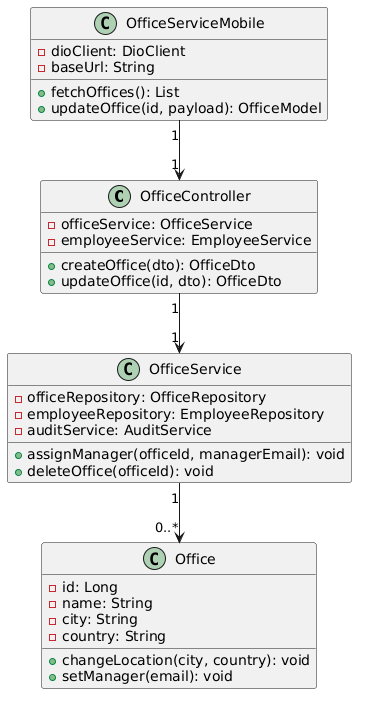 C OfficeServiceMobile
dioClient: DioClient
baseUrl: String
fetchOffices(): List
updateOffice(id, payload): OfficeModel
1
1
C OfficeController
officeService: OfficeService
employeeService: EmployeeService
createOffice(dto): OfficeDto
updateOffice(id, dto): OfficeDto
1
1
C OfficeService
officeRepository: OfficeRepository
employeeRepository: EmployeeRepository
auditService: AuditService
assignManager(officeId, managerEmail): void
deleteOffice(officeId): void
1
0..*
C Office
id: Long
name: String
city: String
country: String
changeLocation(city, country): void
setManager(email): void